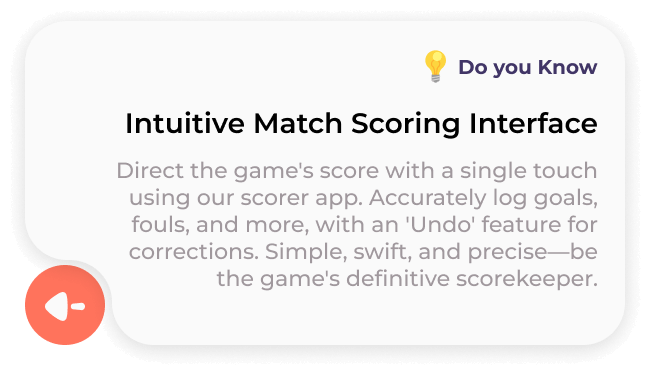 Do you Know
Intuitive Match Scoring Interface
Direct the game's score with a single touch
using our scorer app. Accurately log goals,
fouls, and more, with an 'Undo' feature for
corrections. Simple, swift, and precise—be
the game's definitive scorekeeper.